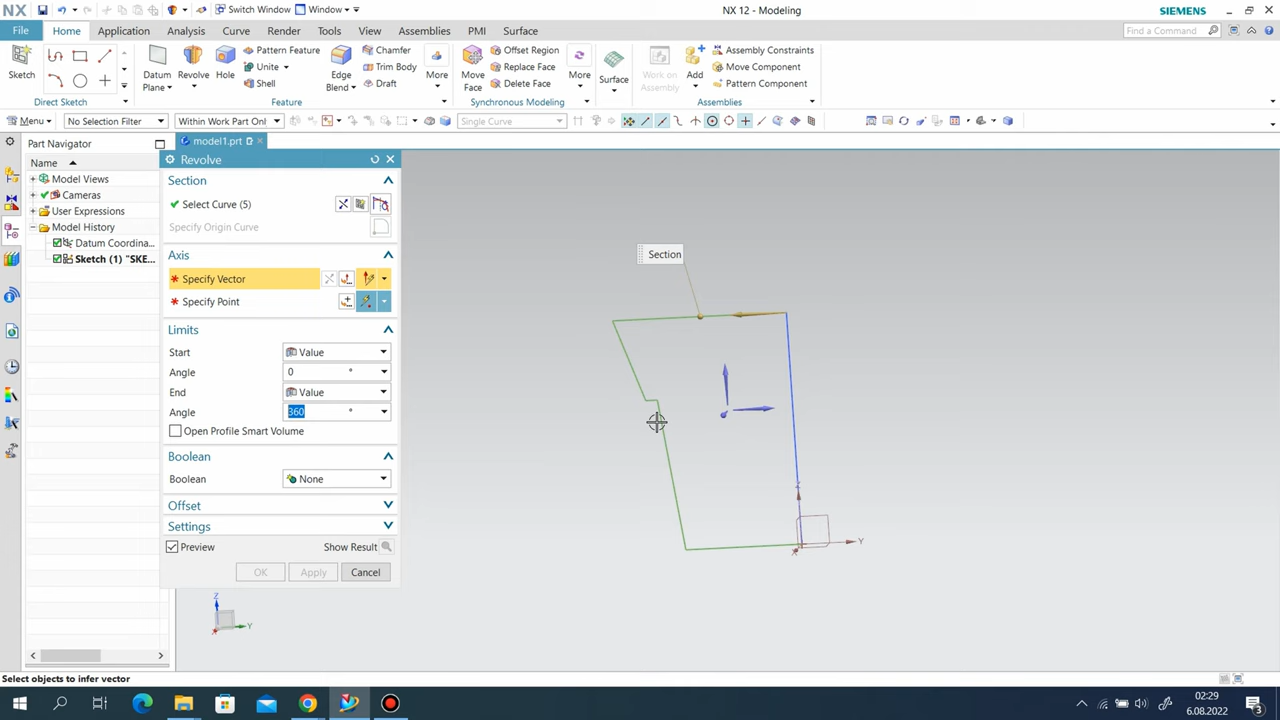 NX Switch Window Window NX 12 - Modeling SIEMENS
File Home Application Analysis Curve Render Tools View Assemblies PMI Surface Find a Command
Sketch Direct Sketch
Datum Plane Revolve Hole Pattern Feature Unite Shell Edge Blend Chamfer Trim Body Draft More Feature
Move Face Offset Region Replace Face Delete Face More Synchronous Modeling
Surface
Work on Assembly Add Assembly Constraints Move Component Pattern Component Assemblies
Menu No Selection Filter Within Work Part Onl Single Curve
Part Navigator
Name
Model Views
Cameras
User Expressions
Model History
Datum Coordina...
Sketch (1) "SKE...
model1.prt
Revolve
Section
Select Curve (5)
Specify Origin Curve
Axis
* Specify Vector
* Specify Point
Limits
Start Value
Angle 0 °
End Value
Angle 360 °
Open Profile Smart Volume
Boolean
Boolean None
Offset
Settings
Preview Show Result
OK Apply Cancel
Section
Z
Y
X
Z
Y
Select objects to infer vector
02:29
6.08.2022
3